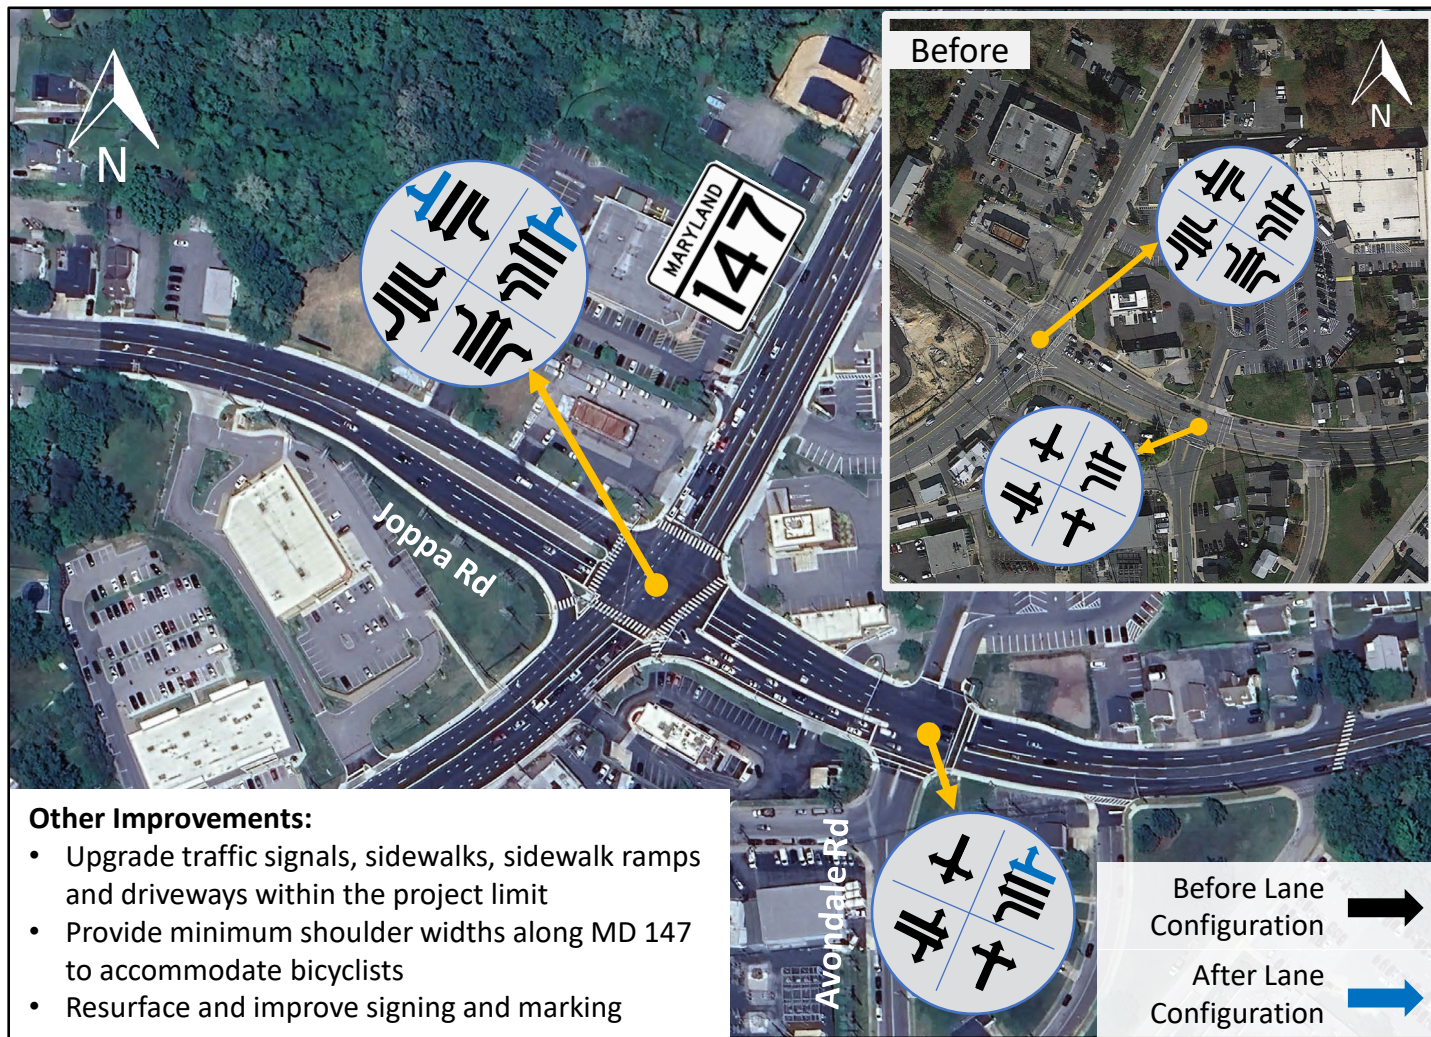 Before
N
N
MARYLAND
147
Joppa Rd
Avondale Rd
Other Improvements:
• Upgrade traffic signals, sidewalks, sidewalk ramps
and driveways within the project limit
• Provide minimum shoulder widths along MD 147
to accommodate bicyclists
• Resurface and improve signing and marking
Before Lane
Configuration
After Lane
Configuration